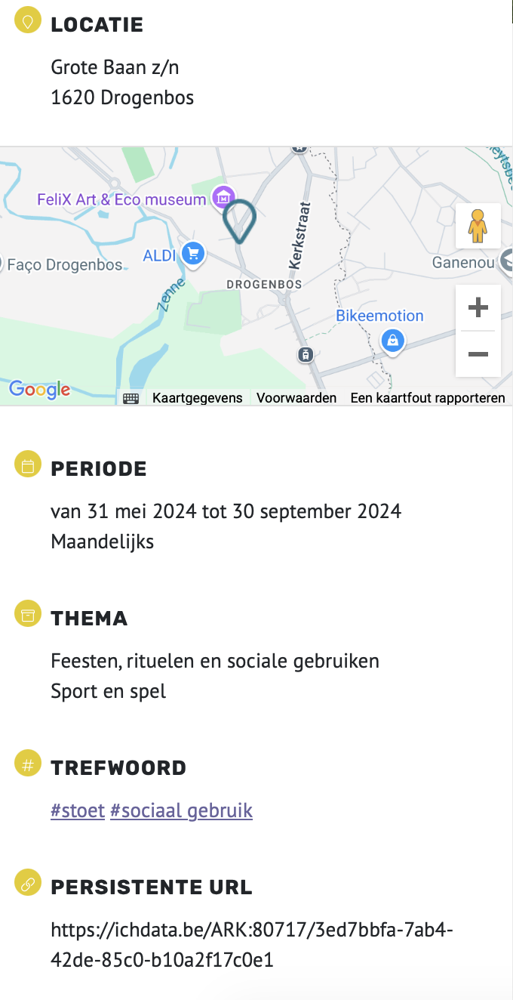 LOCATIE
Grote Baan z/n
1620 Drogenbos
FeliX Art & Eco museum
Kerkstraat
ALDI
Faço Drogenbos
Ganenou
DROGENBOS
Zenne
Bikeemotion
Google
Kaartgegevens Voorwaarden Een kaartfout rapporteren
PERIODE
van 31 mei 2024 tot 30 september 2024
Maandelijks
THEMA
Feesten, rituelen en sociale gebruiken
Sport en spel
#
TREFWOORD
#stoet #sociaal gebruik
PERSISTENTE URL
https://ichdata.be/ARK:80717/3ed7bbfa-7ab4-
42de-85c0-b10a2f17c0e1